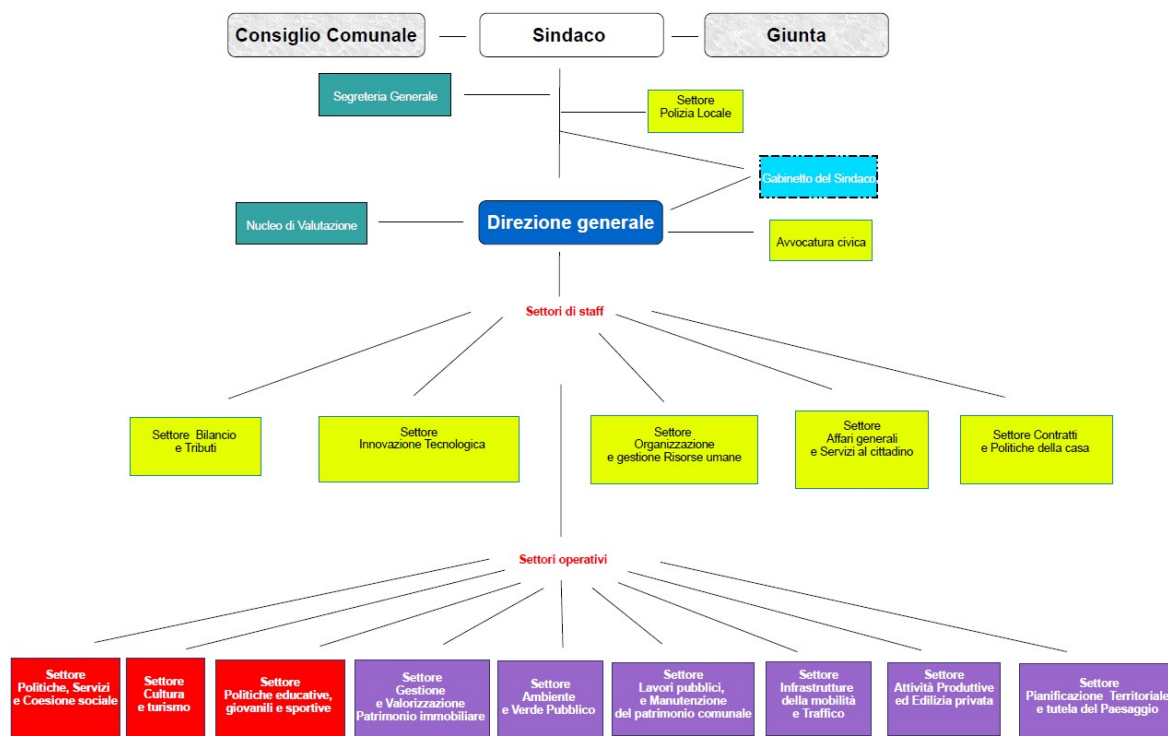 Consiglio Comunale
Sindaco
Giunta
Segreteria Generale
Settore
Polizia Locale
Gabinetto del Sindaco
Nucleo di Valutazione
Direzione generale
Avvocatura civica
Settori di staff
Settore Bilancio
e Tributi
Settore
Innovazione Tecnologica
Settore
Organizzazione
e gestione Risorse umane
Settore
Affari generali
e Servizi al cittadino
Settore Contratti
e Politiche della casa
Settori operativi
Settore
Politiche, Servizi
e Coesione sociale
Settore
Cultura
e turismo
Settore
Politiche educative,
giovanili e sportive
Settore
Gestione
e Valorizzazione
Patrimonio immobiliare
Settore
Ambiente
e Verde Pubblico
Settore
Lavori pubblici,
e Manutenzione
del patrimonio comunale
Settore
Infrastrutture
della mobilità
e Traffico
Settore
Attività Produttive
ed Edilizia privata
Settore
Pianificazione Territoriale
e tutela del Paesaggio